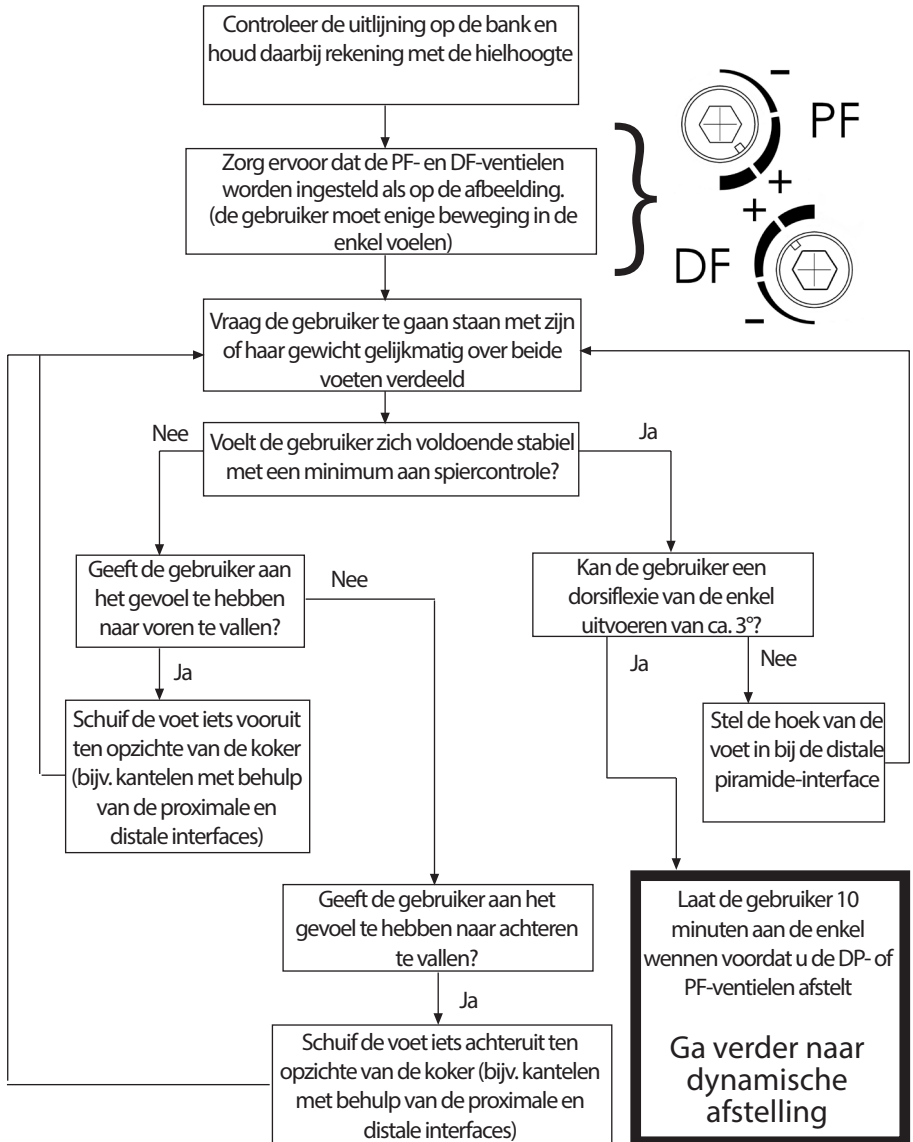 Controleer de uitlijning op de bank en
houd daarbij rekening met de hielhoogte
Zorg ervoor dat de PF- en DF-ventielen
worden ingesteld als op de afbeelding.
(de gebruiker moet enige beweging in de
enkel voelen)
-
PF
+
+
DF
-
Vraag de gebruiker te gaan staan met zijn
of haar gewicht gelijkmatig over beide
voeten verdeeld
Nee
Voelt de gebruiker zich voldoende stabiel
met een minimum aan spiercontrole?
Ja
Geeft de gebruiker aan
het gevoel te hebben
naar voren te vallen?
Nee
Kan de gebruiker een
dorsiflexie van de enkel
uitvoeren van ca. 3°?
Ja
Ja
Nee
Schuif de voet iets vooruit
ten opzichte van de koker
(bijv. kantelen met behulp
van de proximale en
distale interfaces)
Stel de hoek van de
voet in bij de distale
piramide-interface
Geeft de gebruiker aan het
gevoel te hebben naar achteren
te vallen?
Ja
Schuif de voet iets achteruit ten
opzichte van de koker (bijv. kantelen
met behulp van de proximale en
distale interfaces)
Laat de gebruiker 10
minuten aan de enkel
wennen voordat u de DP- of
PF-ventielen afstelt
Ga verder naar
dynamische
afstelling